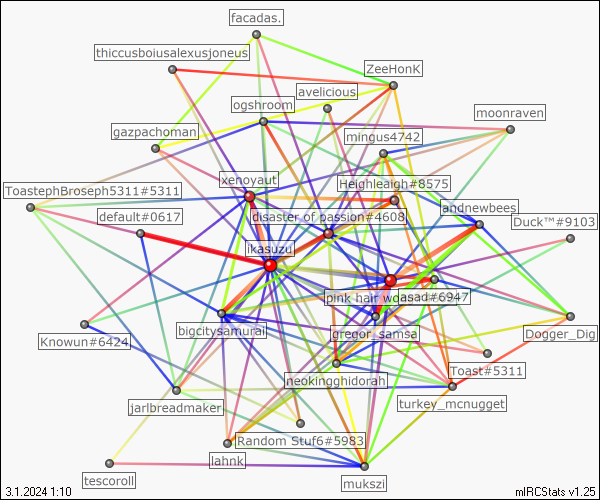 facadas.
thiccusboiusalexusjoneus
ZeeHonK
avelicious
ogshroom
moonraven
gazpachoman
mingus4742
xenoyaut
Heighleaigh#8575
ToastephBroseph5311#5311
default#0617
disaster of passion#4608
andnewbees
Duck™#9103
ikasuzu
pink hair wo
asad#6947
bigcitysamurai
gregor_samsa
Dogger_Dig
Knowun#6424
Toast#5311
neokingghidorah
jarlbreadmaker
turkey_mcnugget
Random Stuf6#5983
lahnk
tescoroll
mukszi
3.1.2024 1:10
mIRCStats v1.25